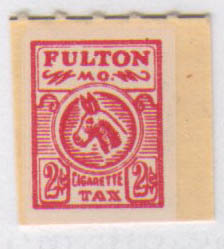 FULTON
MO.
2¢ CIGARETTE 2¢
TAX